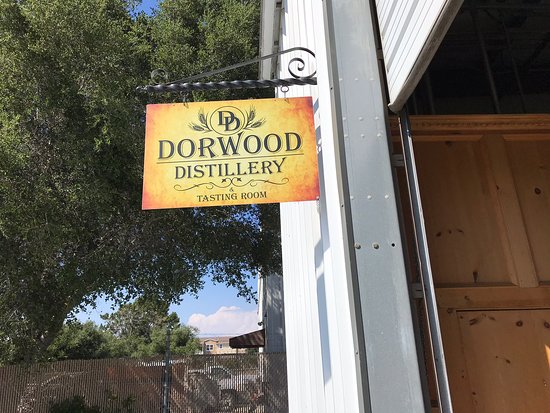 DD
DORWOOD
DISTILLERY
&
TASTING ROOM